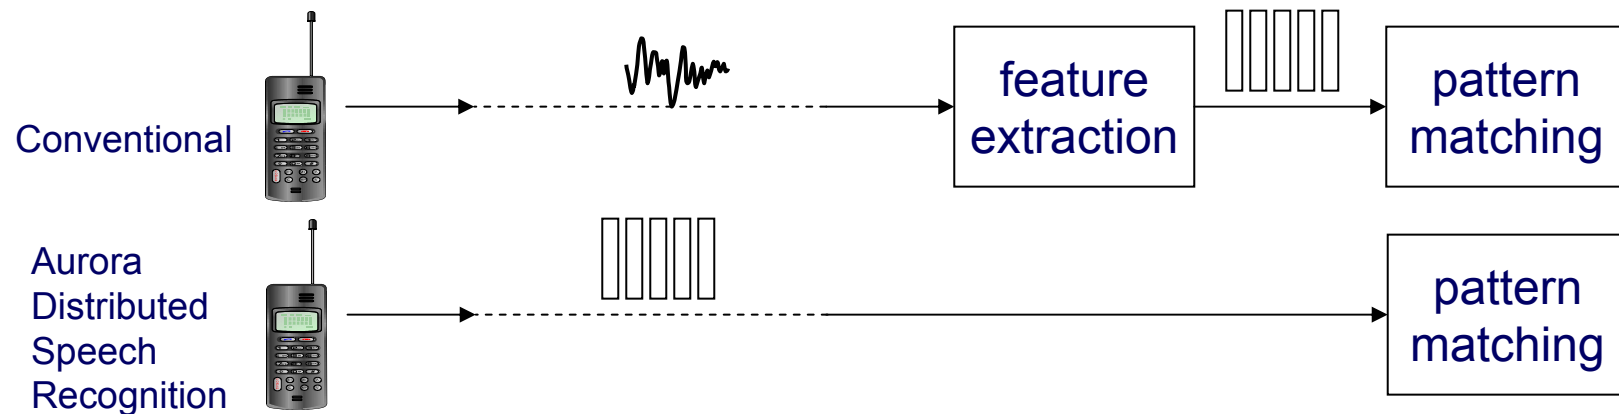 Conventional
feature
extraction
pattern
matching
Aurora
Distributed
Speech
Recognition
pattern
matching